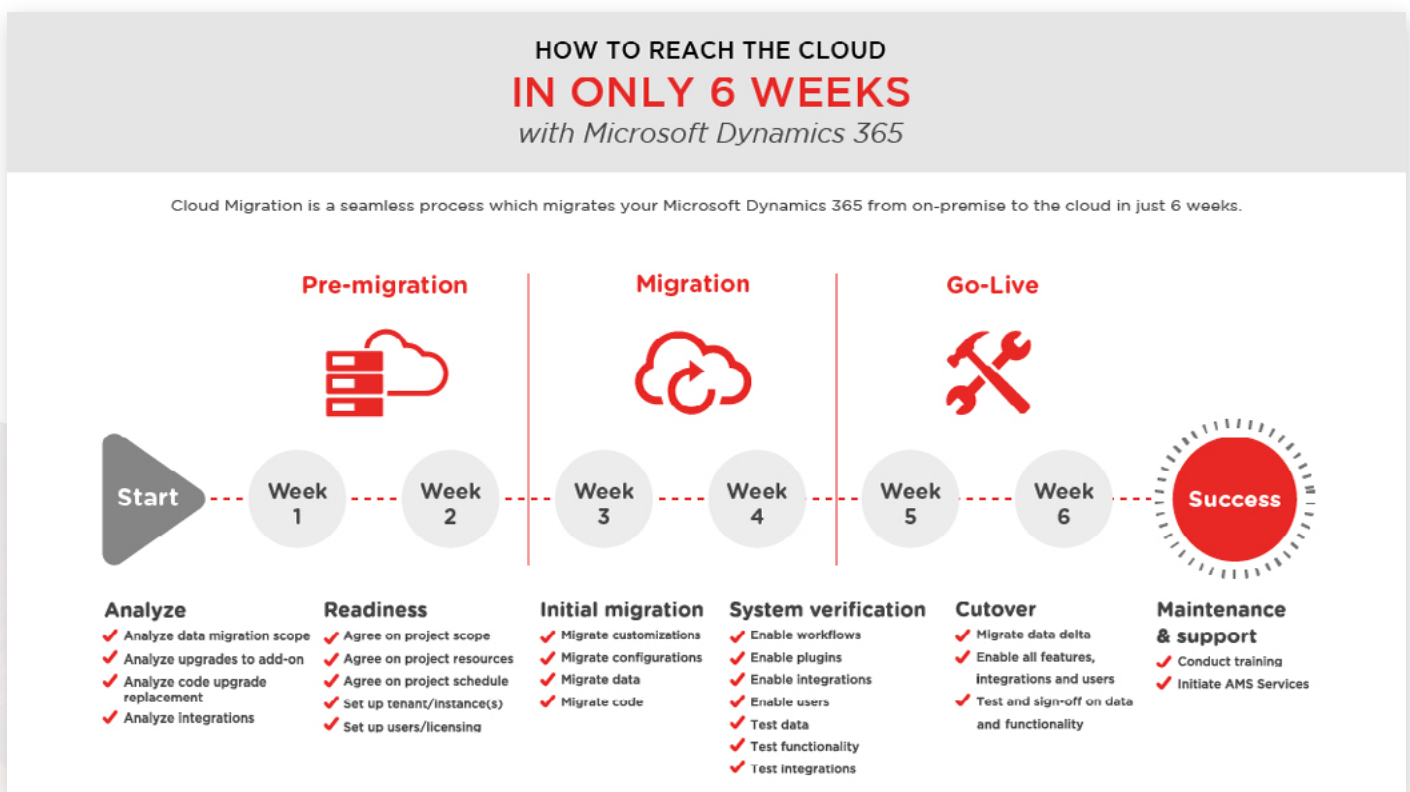 HOW TO REACH THE CLOUD
IN ONLY 6 WEEKS
with Microsoft Dynamics 365
Cloud Migration is a seamless process which migrates your Microsoft Dynamics 365 from on-premise to the cloud in just 6 weeks.
Pre-migration
Migration
Go-Live
Start
Week
1
Week
2
Week
3
Week
4
Week
5
Week
6
Success
Analyze
Analyze data migration scope
Analyze upgrades to add-on
Analyze code upgrade
replacement
Analyze integrations
Readiness
Agree on project scope
Agree on project resources
Agree on project schedule
Set up tenant/instance(s)
Set up users/licensing
Initial migration
Migrate customizations
Migrate configurations
Migrate data
Migrate code
System verification
Enable workflows
Enable plugins
Enable integrations
Enable users
Test data
Test functionality
Test integrations
Cutover
Migrate data delta
Enable all features,
integrations and users
Test and sign-off on data
and functionality
Maintenance
& support
Conduct training
Initiate AMS Services